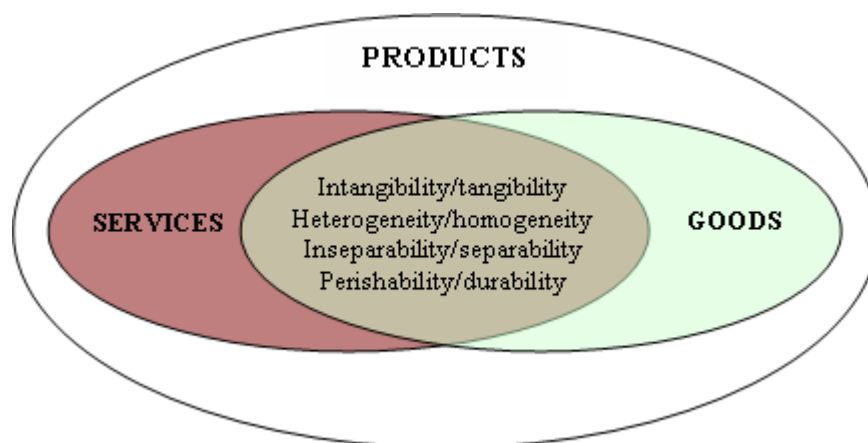 PRODUCTS
SERVICES
Intangibility/tangibility
Heterogeneity/homogeneity
Inseparability/separability
Perishability/durability
GOODS